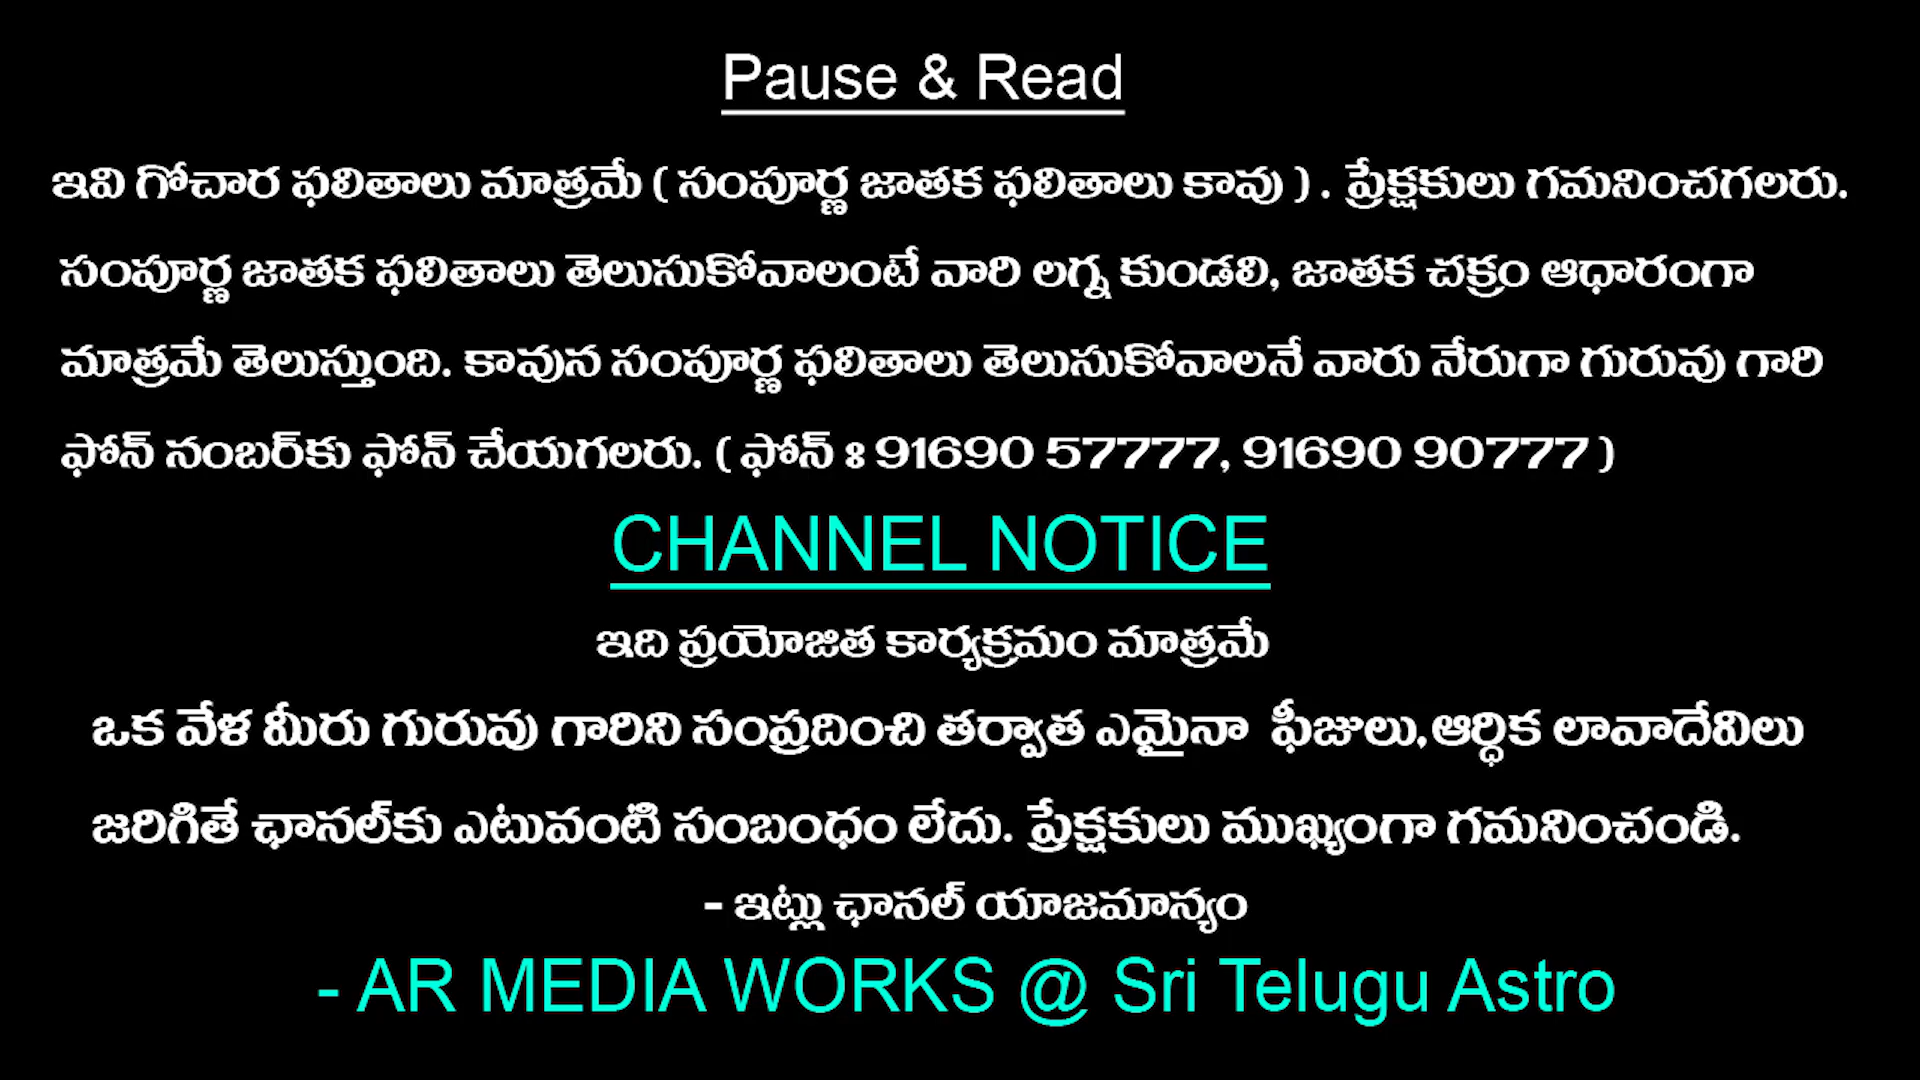 Pause & Read
ఇవి గోచార ఫలితాలు మాత్రమే ( సంపూర్ణ జాతక ఫలితాలు కావు ) . ప్రేక్షకులు గమనించగలరు.
సంపూర్ణ జాతక ఫలితాలు తెలుసుకోవాలంటే వారి లగ్న కుండలి, జాతక చక్రం ఆధారంగా
మాత్రమే తెలుస్తుంది. కావున సంపూర్ణ ఫలితాలు తెలుసుకోవాలనే వారు నేరుగా గురువు గారి
ఫోన్ నంబర్‌కు ఫోన్ చేయగలరు. ( ఫోన్ ః 91690 57777, 91690 90777 )
CHANNEL NOTICE
ఇది ప్రయోజిత కార్యక్రమం మాత్రమే
ఒక వేళ మీరు గురువు గారిని సంప్రదించి తర్వాత ఎమైనా ఫీజులు,ఆర్ధిక లావాదేవిలు
జరిగితే ఛానల్‌కు ఎటువంటి సంబంధం లేదు. ప్రేక్షకులు ముఖ్యంగా గమనించండి.
- ఇట్లు ఛానల్ యాజమాన్యం
- AR MEDIA WORKS @ Sri Telugu Astro